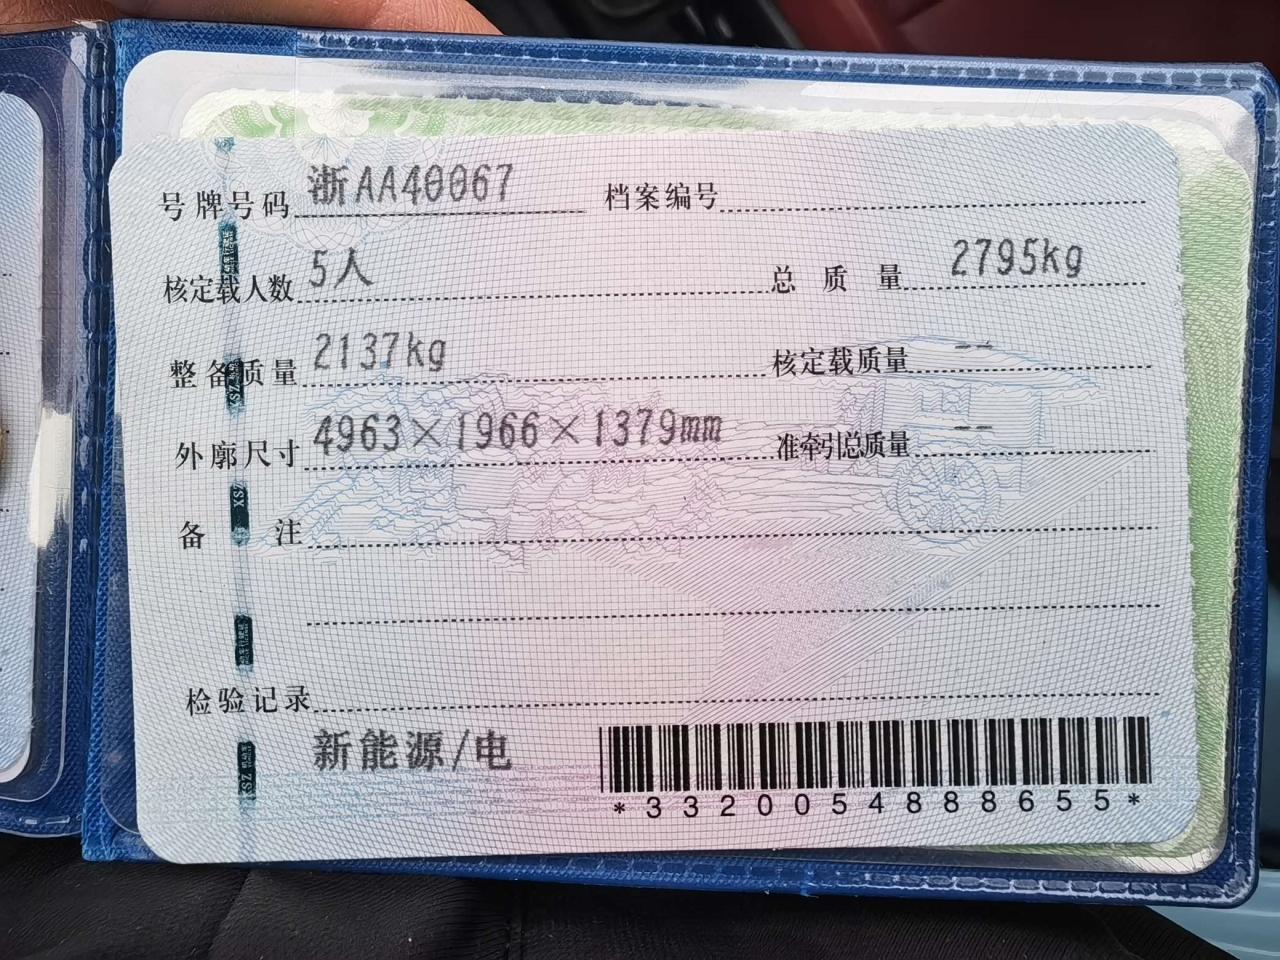 号牌号码 浙AA40067 档案编号
核定载人数 5人 总质量 2795kg
整备质量 2137kg 核定载质量 --
外廓尺寸 4963×1966×1379mm 准牵引总质量 --
备注
检验记录
新能源/电
*3320054888655*